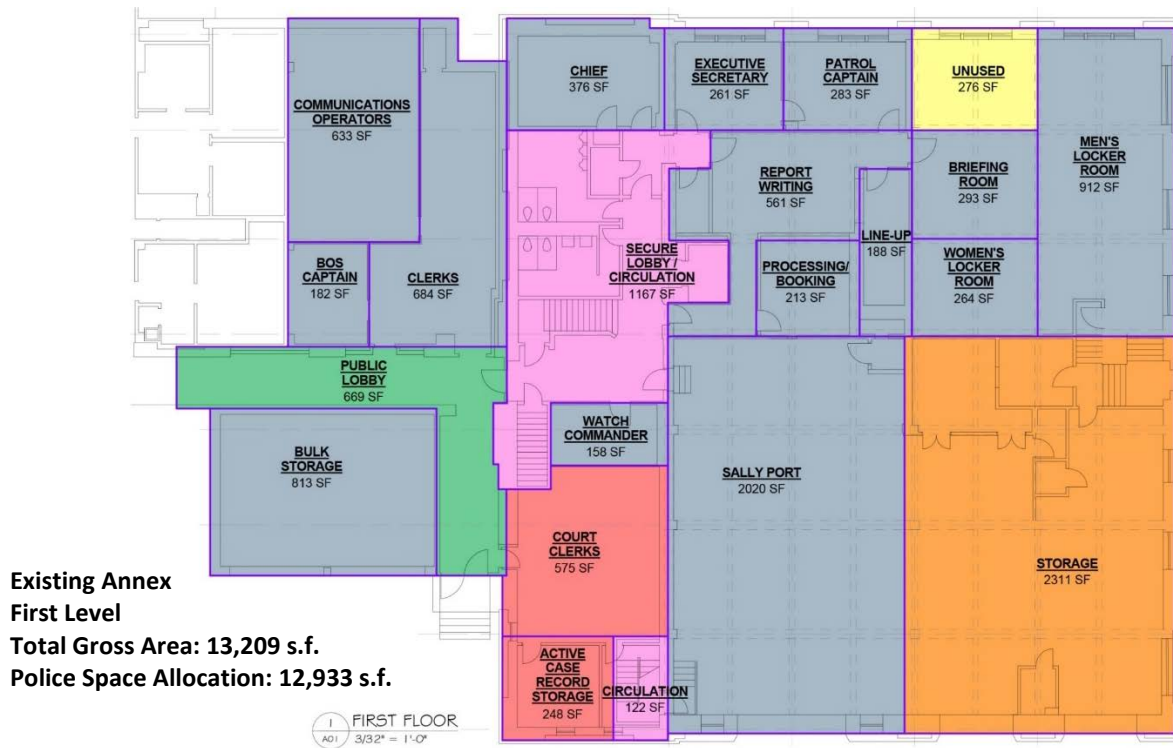 CHIEF
376 SF
EXECUTIVE
SECRETARY
261 SF
PATROL
CAPTAIN
283 SF
UNUSED
276 SF
COMMUNICATIONS
OPERATORS
633 SF
MEN'S
LOCKER
ROOM
912 SF
REPORT
WRITING
561 SF
BRIEFING
ROOM
293 SF
BOS
CAPTAIN
182 SF
CLERKS
684 SF
SECURE
LOBBY /
CIRCULATION
1167 SF
PROCESSING/
BOOKING
213 SF
LINE-UP
188 SF
WOMEN'S
LOCKER
ROOM
264 SF
PUBLIC
LOBBY
669 SF
WATCH
COMMANDER
158 SF
BULK
STORAGE
813 SF
SALLY PORT
2020 SF
COURT
CLERKS
575 SF
STORAGE
2311 SF
ACTIVE
CASE
RECORD
STORAGE
248 SF
CIRCULATION
122 SF
Existing Annex
First Level
Total Gross Area: 13,209 s.f.
Police Space Allocation: 12,933 s.f.
1
A01
FIRST FLOOR
3/32" = 1'-0"